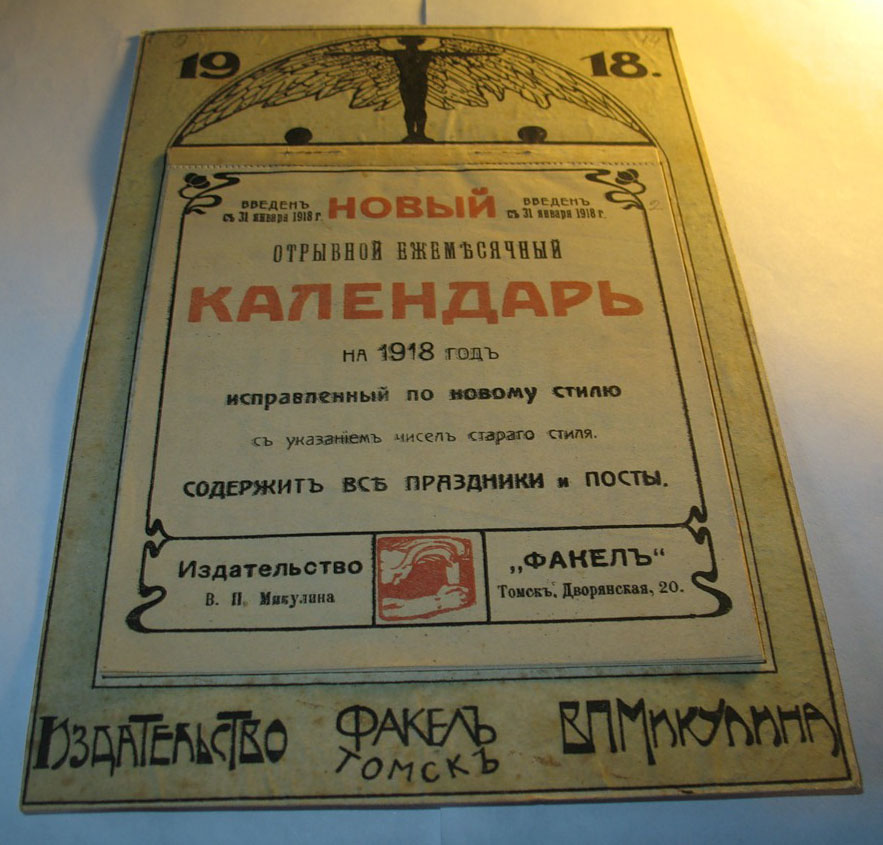 19 18.
ВВЕДЕНЪ
съ 31 января 1918 г.
НОВЫЙ
ВВЕДЕНЪ
съ 31 января 1918 г.
ОТРЫВНОЙ ЕЖЕМѢСЯЧНЫЙ
КАЛЕНДАРЬ
НА 1918 ГОДЪ
исправленный по новому стилю
съ указаніемъ чиселъ стараго стиля.
СОДЕРЖИТЪ ВСѢ ПРАЗДНИКИ и ПОСТЫ.
Издательство
В. П. Микулина
„ФАКЕЛЪ“
Томскъ, Дворянская, 20.
ИЗДАТЕЛЬСТВО ФАКЕЛЪ В.П.МИКУЛИНА
ТОМСКЪ